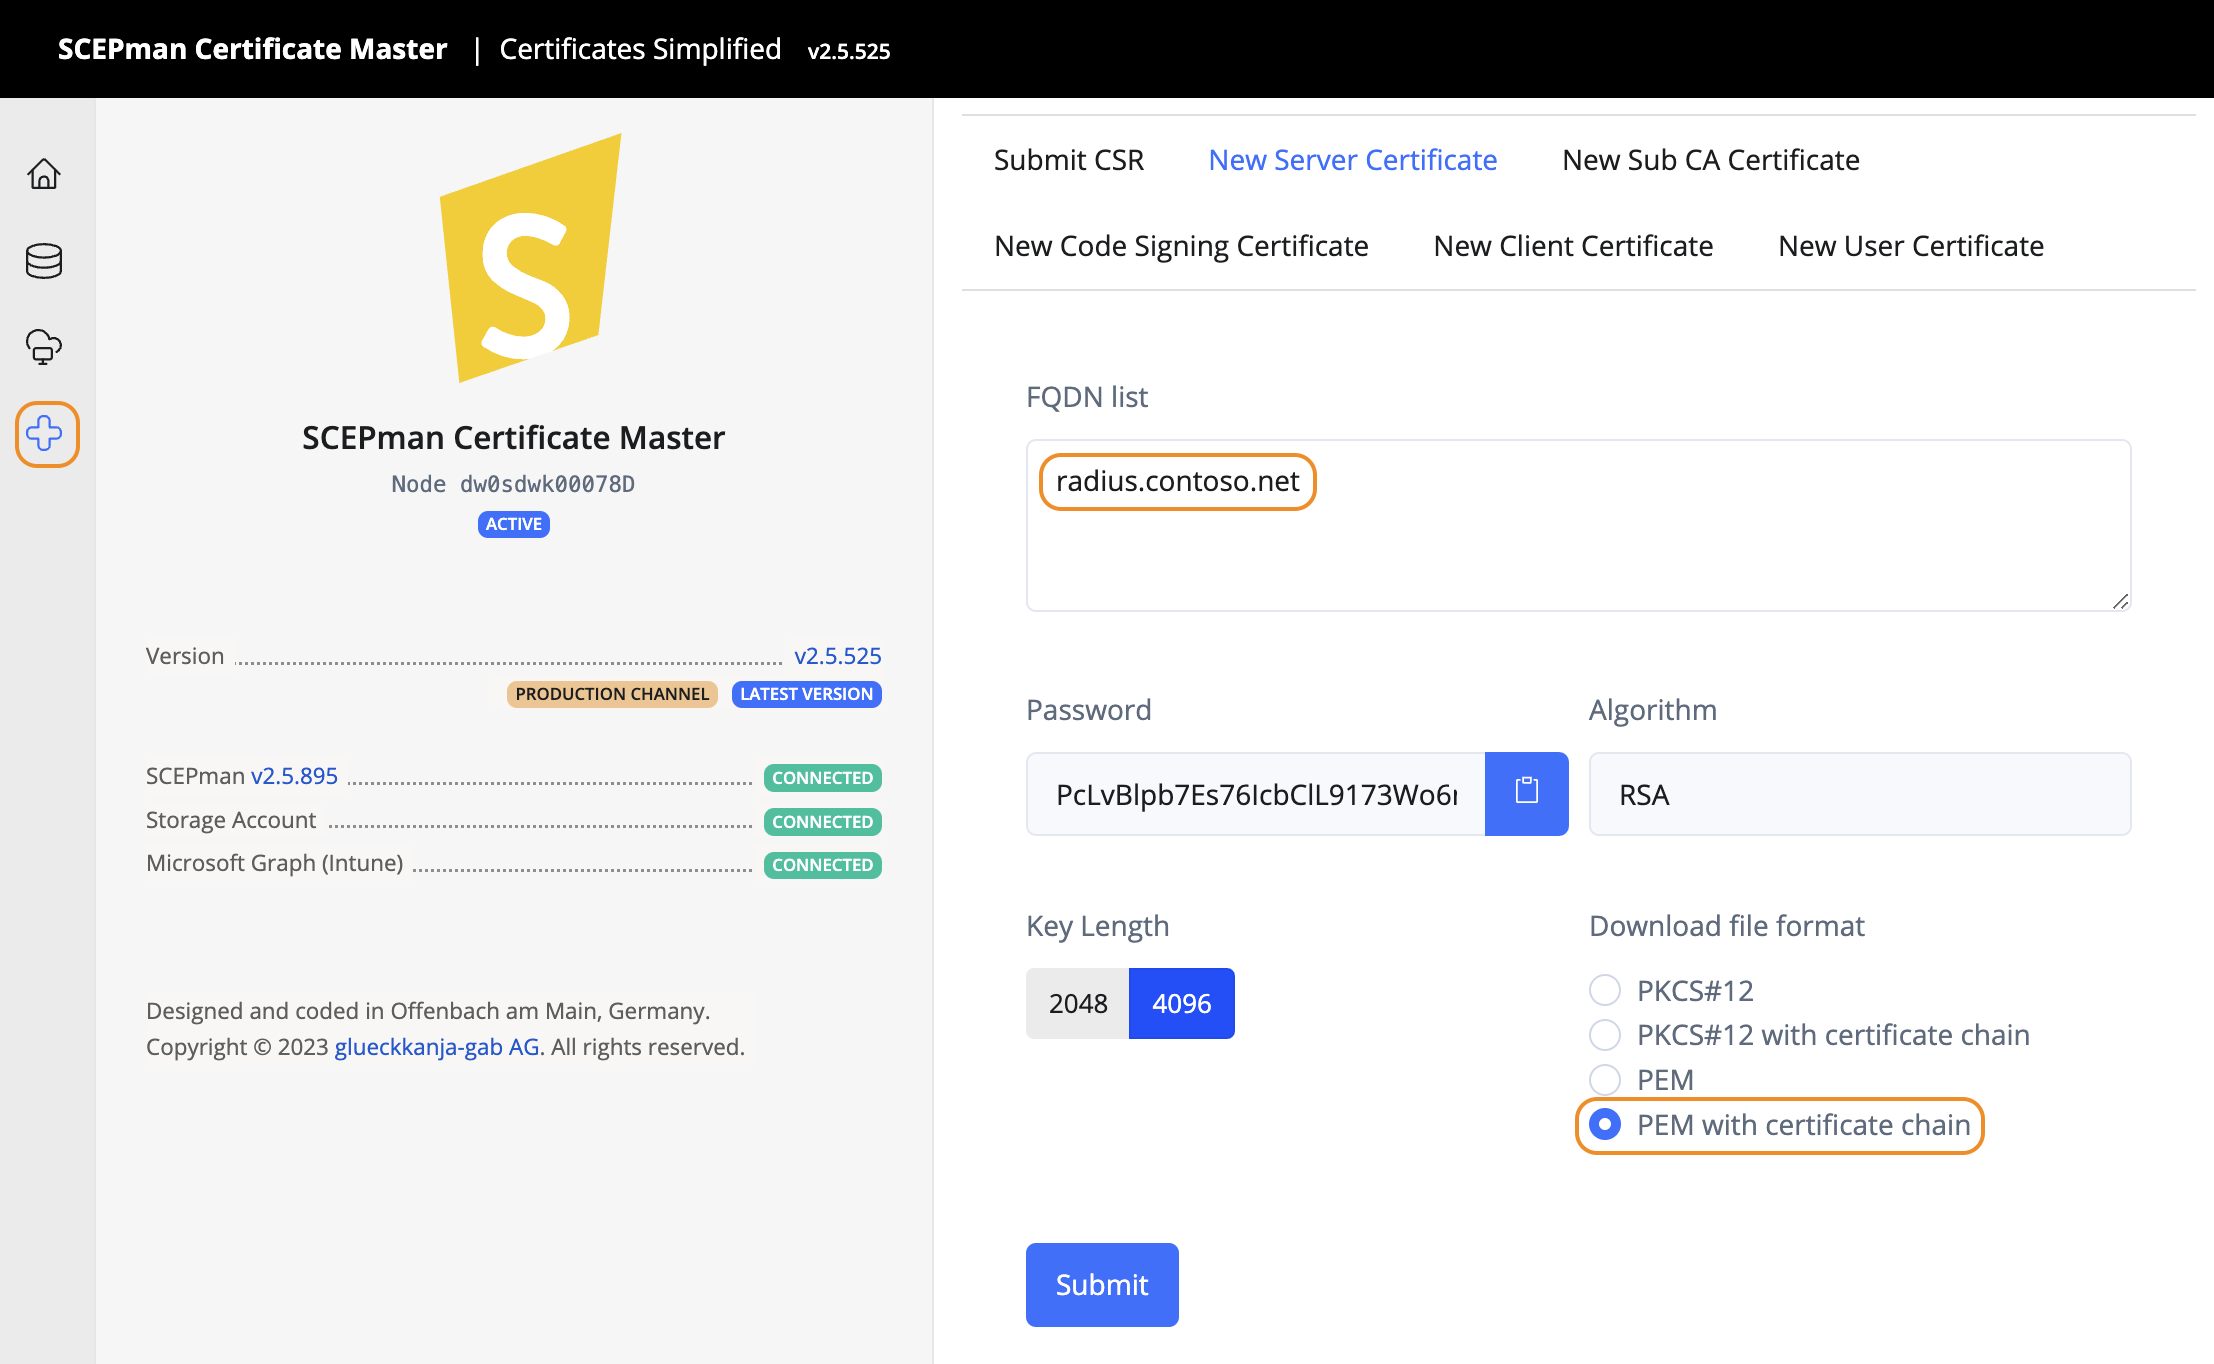 SCEPman Certificate Master | Certificates Simplified v2.5.525
S
SCEPman Certificate Master
Node dw0sdwk00078D
ACTIVE
Version v2.5.525
PRODUCTION CHANNEL LATEST VERSION
SCEPman v2.5.895 CONNECTED
Storage Account CONNECTED
Microsoft Graph (Intune) CONNECTED
Designed and coded in Offenbach am Main, Germany.
Copyright © 2023 glueckkanja-gab AG. All rights reserved.
Submit CSR New Server Certificate New Sub CA Certificate
New Code Signing Certificate New Client Certificate New User Certificate
FQDN list
radius.contoso.net
Password Algorithm
RSA
Key Length Download file format
2048 4096
PKCS#12
PKCS#12 with certificate chain
PEM
PEM with certificate chain
Submit